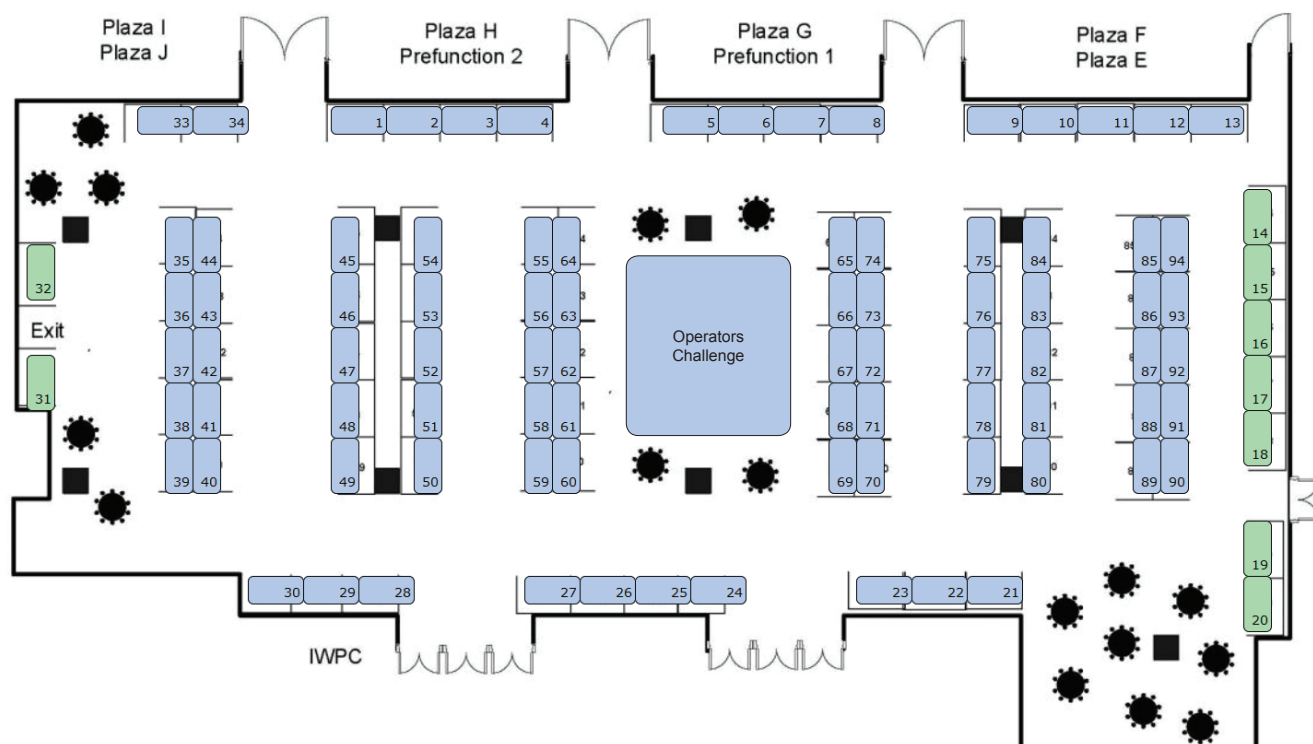 Plaza I
Plaza J
Plaza H
Prefunction 2
Plaza G
Prefunction 1
Plaza F
Plaza E
33 34 1 2 3 4 5 6 7 8 9 10 11 12 13
14
35 44 45 54 55 64 65 74 75 84 85 94
32
15
36 43 46 53 56 63 66 73 76 83 86 93
Exit
Operators
Challenge
16
37 42 47 52 57 62 67 72 77 82 87 92
31
17
38 41 48 51 58 61 68 71 78 81 88 91
18
39 40 49 50 59 60 69 70 79 80 89 90
19
30 29 28 27 26 25 24 23 22 21
20
IWPC